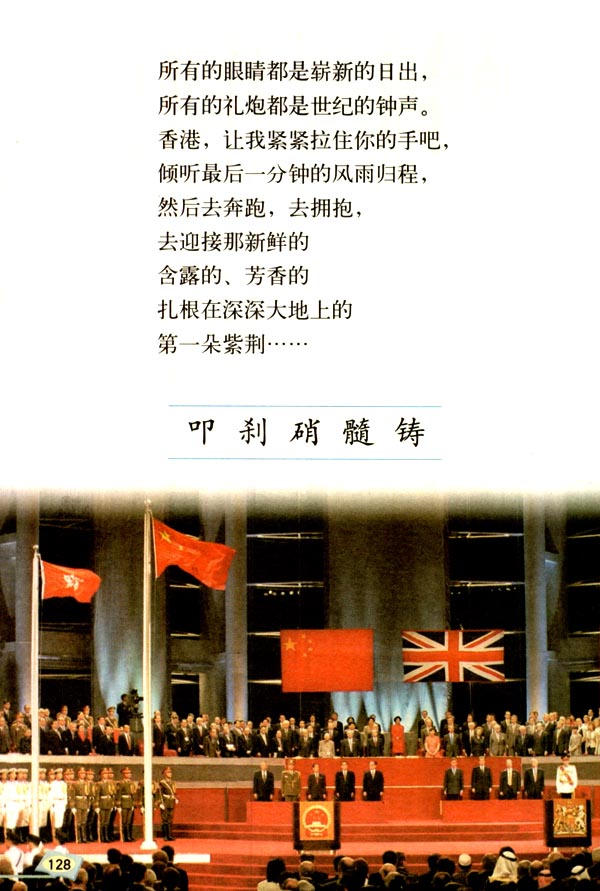 所有的眼睛都是崭新的日出，
所有的礼炮都是世纪的钟声。
香港，让我紧紧拉住你的手吧，
倾听最后一分钟的风雨归程，
然后去奔跑，去拥抱，
去迎接那新鲜的
含露的、芳香的
扎根在深深大地上的
第一朵紫荆……
叩 刹 硝 髓 铸
128